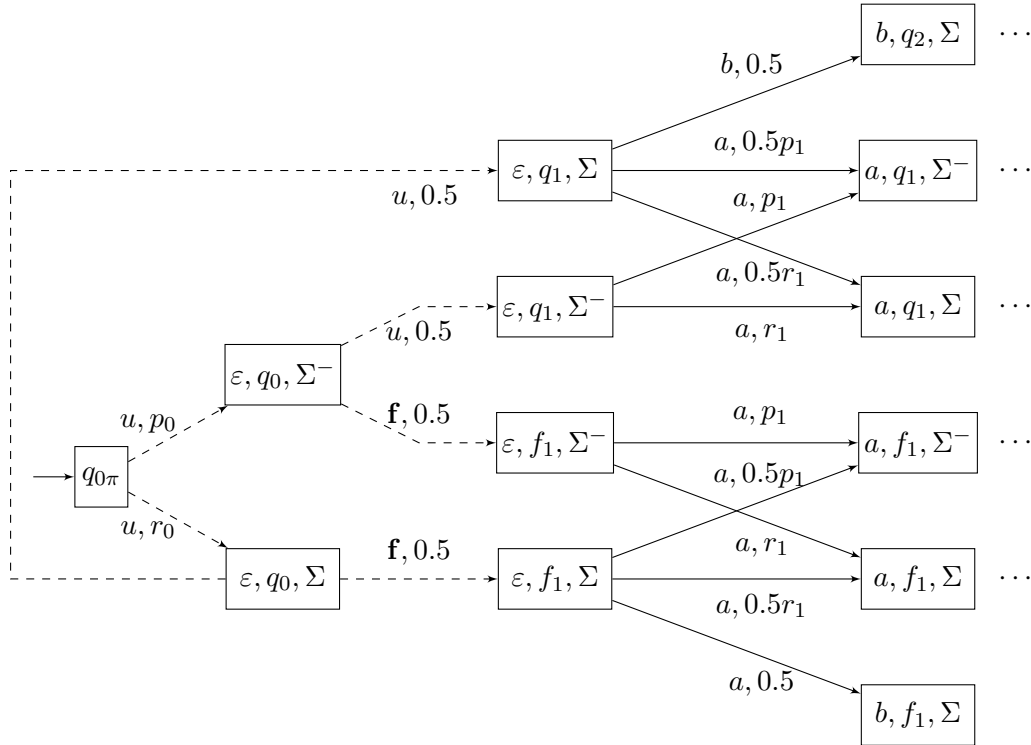 b, q₂, Σ ···
b, 0.5
a, 0.5p₁
ε, q₁, Σ
a, q₁, Σ⁻ ···
u, 0.5
a, p₁
a, 0.5r₁
ε, q₁, Σ⁻
a, q₁, Σ ···
u, 0.5
a, r₁
ε, q₀, Σ⁻
u, p₀
f, 0.5
a, p₁
ε, f₁, Σ⁻
a, f₁, Σ⁻ ···
q₀π
a, 0.5p₁
u, r₀
f, 0.5
a, r₁
ε, q₀, Σ
ε, f₁, Σ
a, f₁, Σ ···
a, 0.5r₁
a, 0.5
b, f₁, Σ